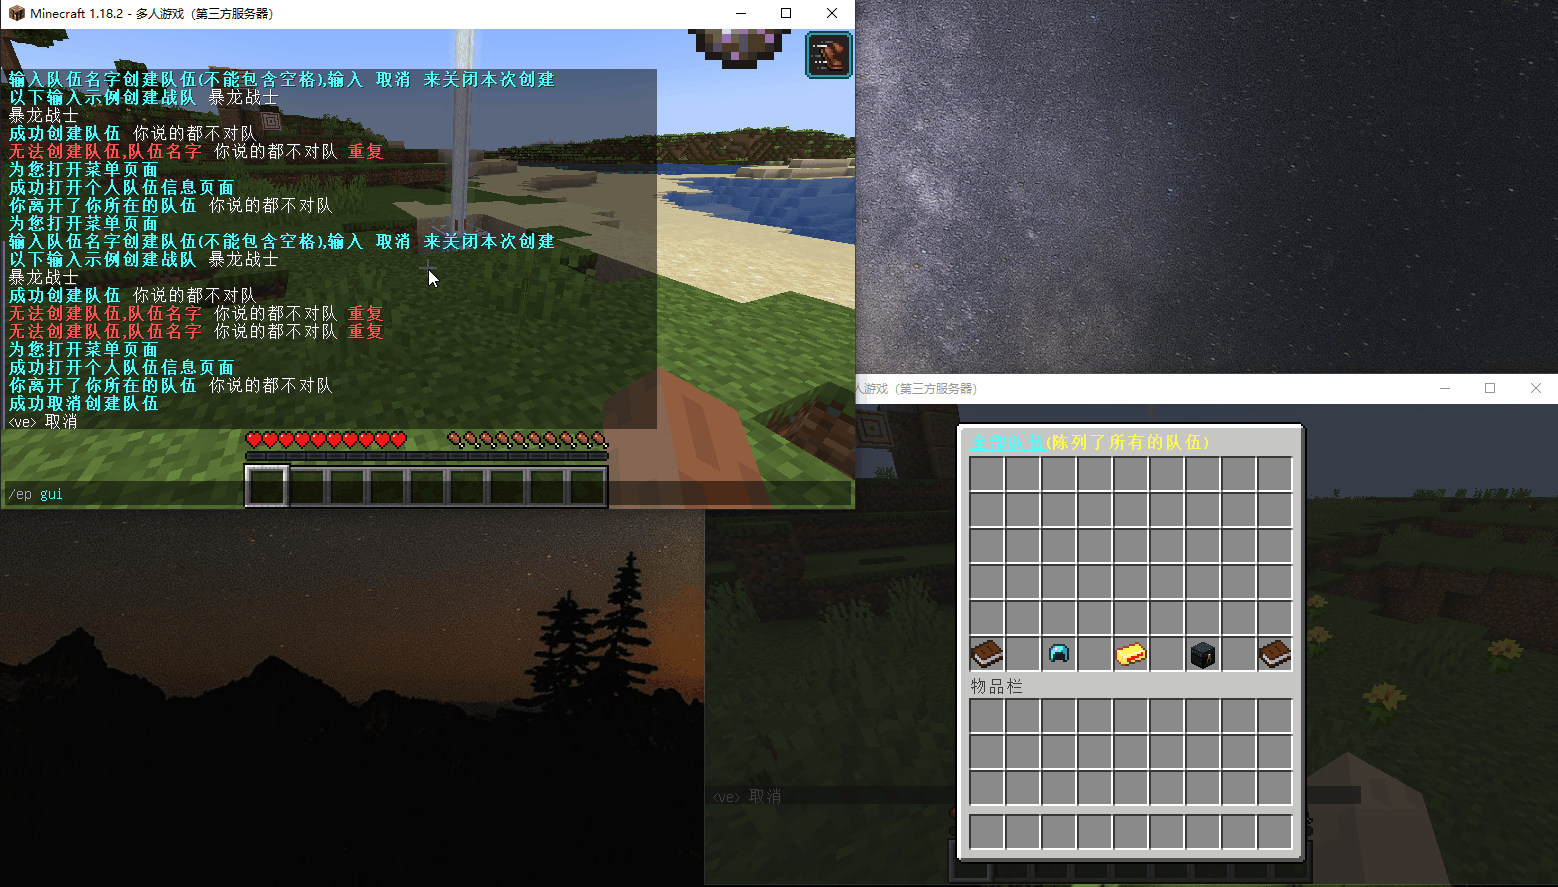 Minecraft 1.18.2 - 多人游戏（第三方服务器）
输入队伍名字创建队伍(不能包含空格),输入 取消 来关闭本次创建
以下输入示例创建战队 暴龙战士
暴龙战士
成功创建队伍 你说的都不对队
无法创建队伍,队伍名字 你说的都不对队 重复
为您打开菜单页面
成功打开个人队伍信息页面
你离开了你所在的队伍 你说的都不对队
为您打开菜单页面
输入队伍名字创建队伍(不能包含空格),输入 取消 来关闭本次创建
以下输入示例创建战队 暴龙战士
暴龙战士
成功创建队伍 你说的都不对队
无法创建队伍,队伍名字 你说的都不对队 重复
无法创建队伍,队伍名字 你说的都不对队 重复
为您打开菜单页面
成功打开个人队伍信息页面
你离开了你所在的队伍 你说的都不对队
成功取消创建队伍
<ve> 取消
/ep gui
人游戏（第三方服务器）
全部队伍(陈列了所有的队伍)
物品栏
<ve> 取消